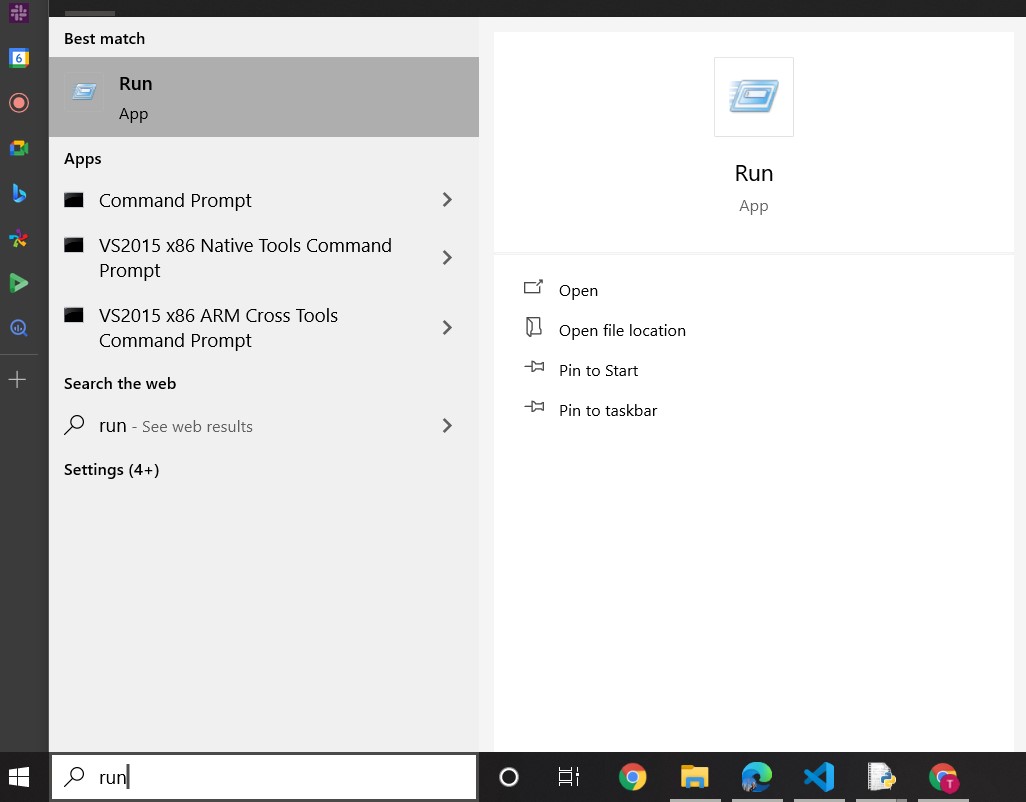 6
Best match
Run
App
Apps
Command Prompt
VS2015 x86 Native Tools Command
Prompt
VS2015 x86 ARM Cross Tools
Command Prompt
Search the web
run - See web results
Settings (4+)
Run
App
Open
Open file location
Pin to Start
Pin to taskbar
run
T